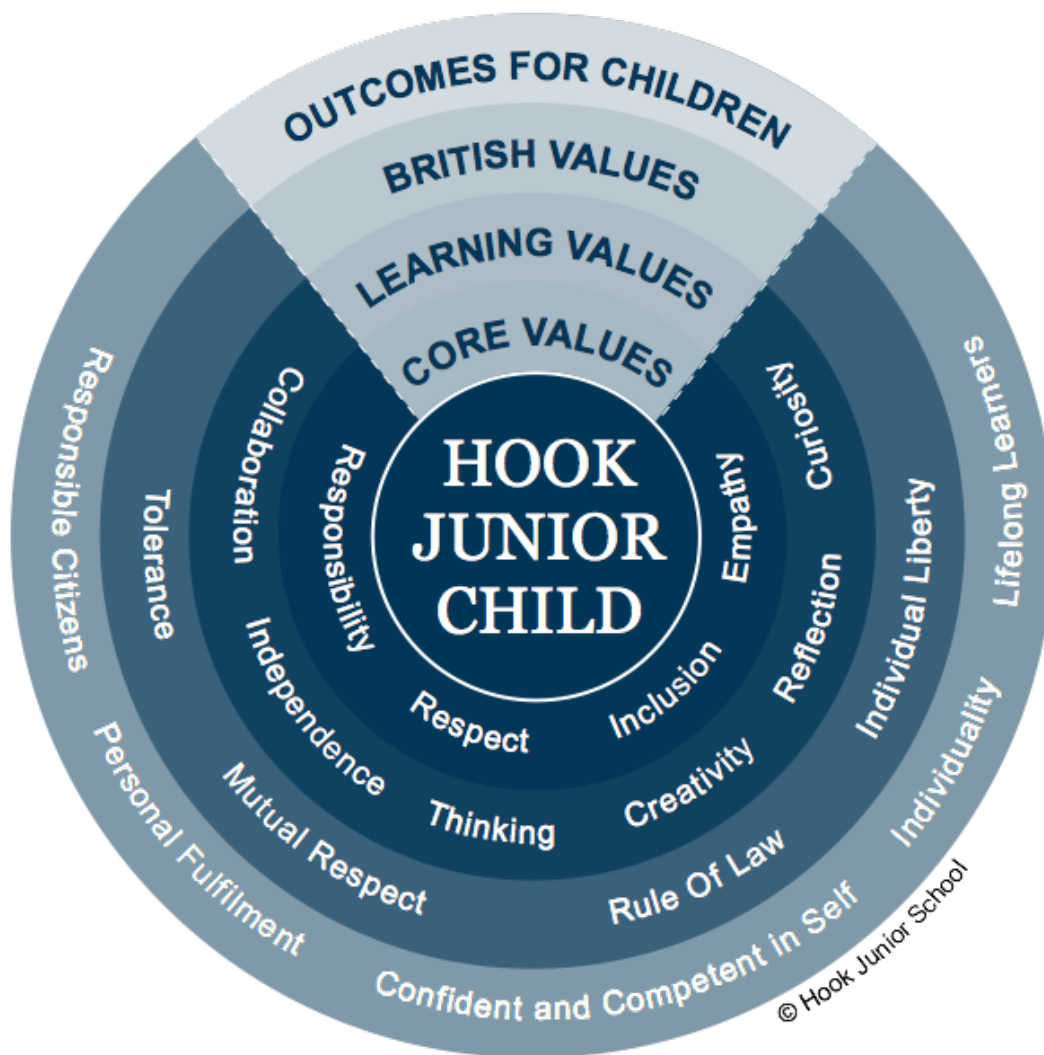 OUTCOMES FOR CHILDREN
BRITISH VALUES
LEARNING VALUES
CORE VALUES
HOOK
JUNIOR
CHILD
Responsibility
Respect
Inclusion
Empathy
Collaboration
Independence
Thinking
Creativity
Reflection
Curiosity
Tolerance
Mutual Respect
Rule Of Law
Individual Liberty
Responsible Citizens
Personal Fulfilment
Confident and Competent in Self
Individuality
Lifelong Learners
© Hook Junior School